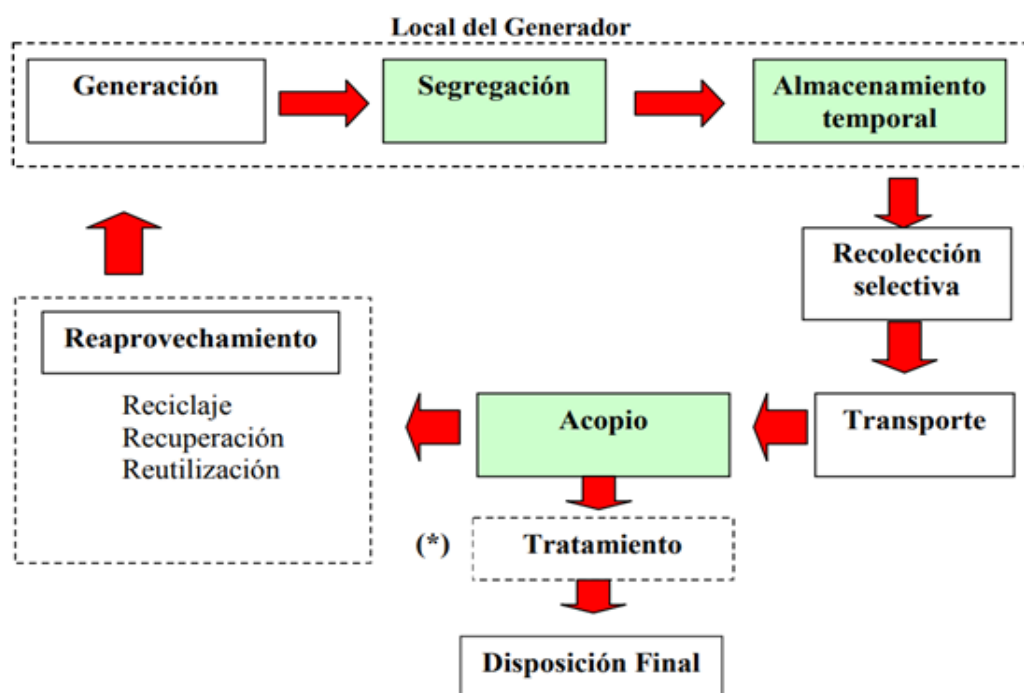 Local del Generador
Generación
Segregación
Almacenamiento
temporal
Recolección
selectiva
Reaprovechamiento
Reciclaje
Recuperación
Reutilización
Acopio
Transporte
(*)
Tratamiento
Disposición Final